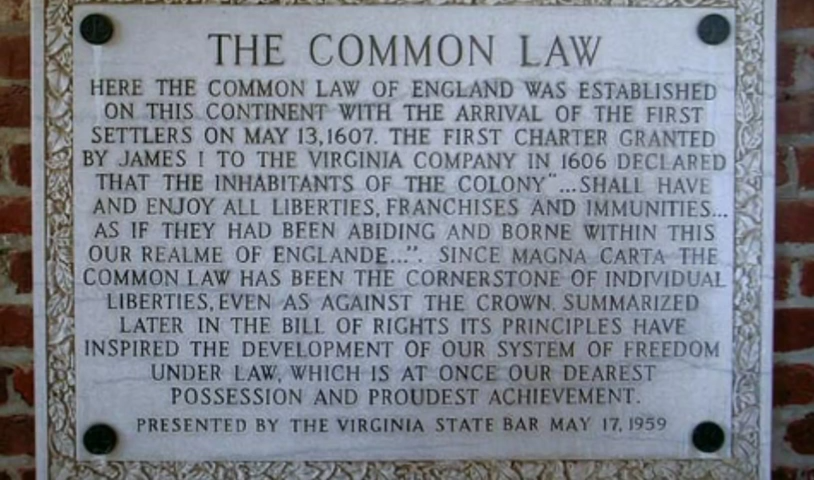 THE COMMON LAW
HERE THE COMMON LAW OF ENGLAND WAS ESTABLISHED
ON THIS CONTINENT WITH THE ARRIVAL OF THE FIRST
SETTLERS ON MAY 13,1607. THE FIRST CHARTER GRANTED
BY JAMES I TO THE VIRGINIA COMPANY IN 1606 DECLARED
THAT THE INHABITANTS OF THE COLONY "...SHALL HAVE
AND ENJOY ALL LIBERTIES, FRANCHISES AND IMMUNITIES...
AS IF THEY HAD BEEN ABIDING AND BORNE WITHIN THIS
OUR REALME OF ENGLANDE...". SINCE MAGNA CARTA THE
COMMON LAW HAS BEEN THE CORNERSTONE OF INDIVIDUAL
LIBERTIES, EVEN AS AGAINST THE CROWN. SUMMARIZED
LATER IN THE BILL OF RIGHTS ITS PRINCIPLES HAVE
INSPIRED THE DEVELOPMENT OF OUR SYSTEM OF FREEDOM
UNDER LAW, WHICH IS AT ONCE OUR DEAREST
POSSESSION AND PROUDEST ACHIEVEMENT.
PRESENTED BY THE VIRGINIA STATE BAR MAY 17, 1959